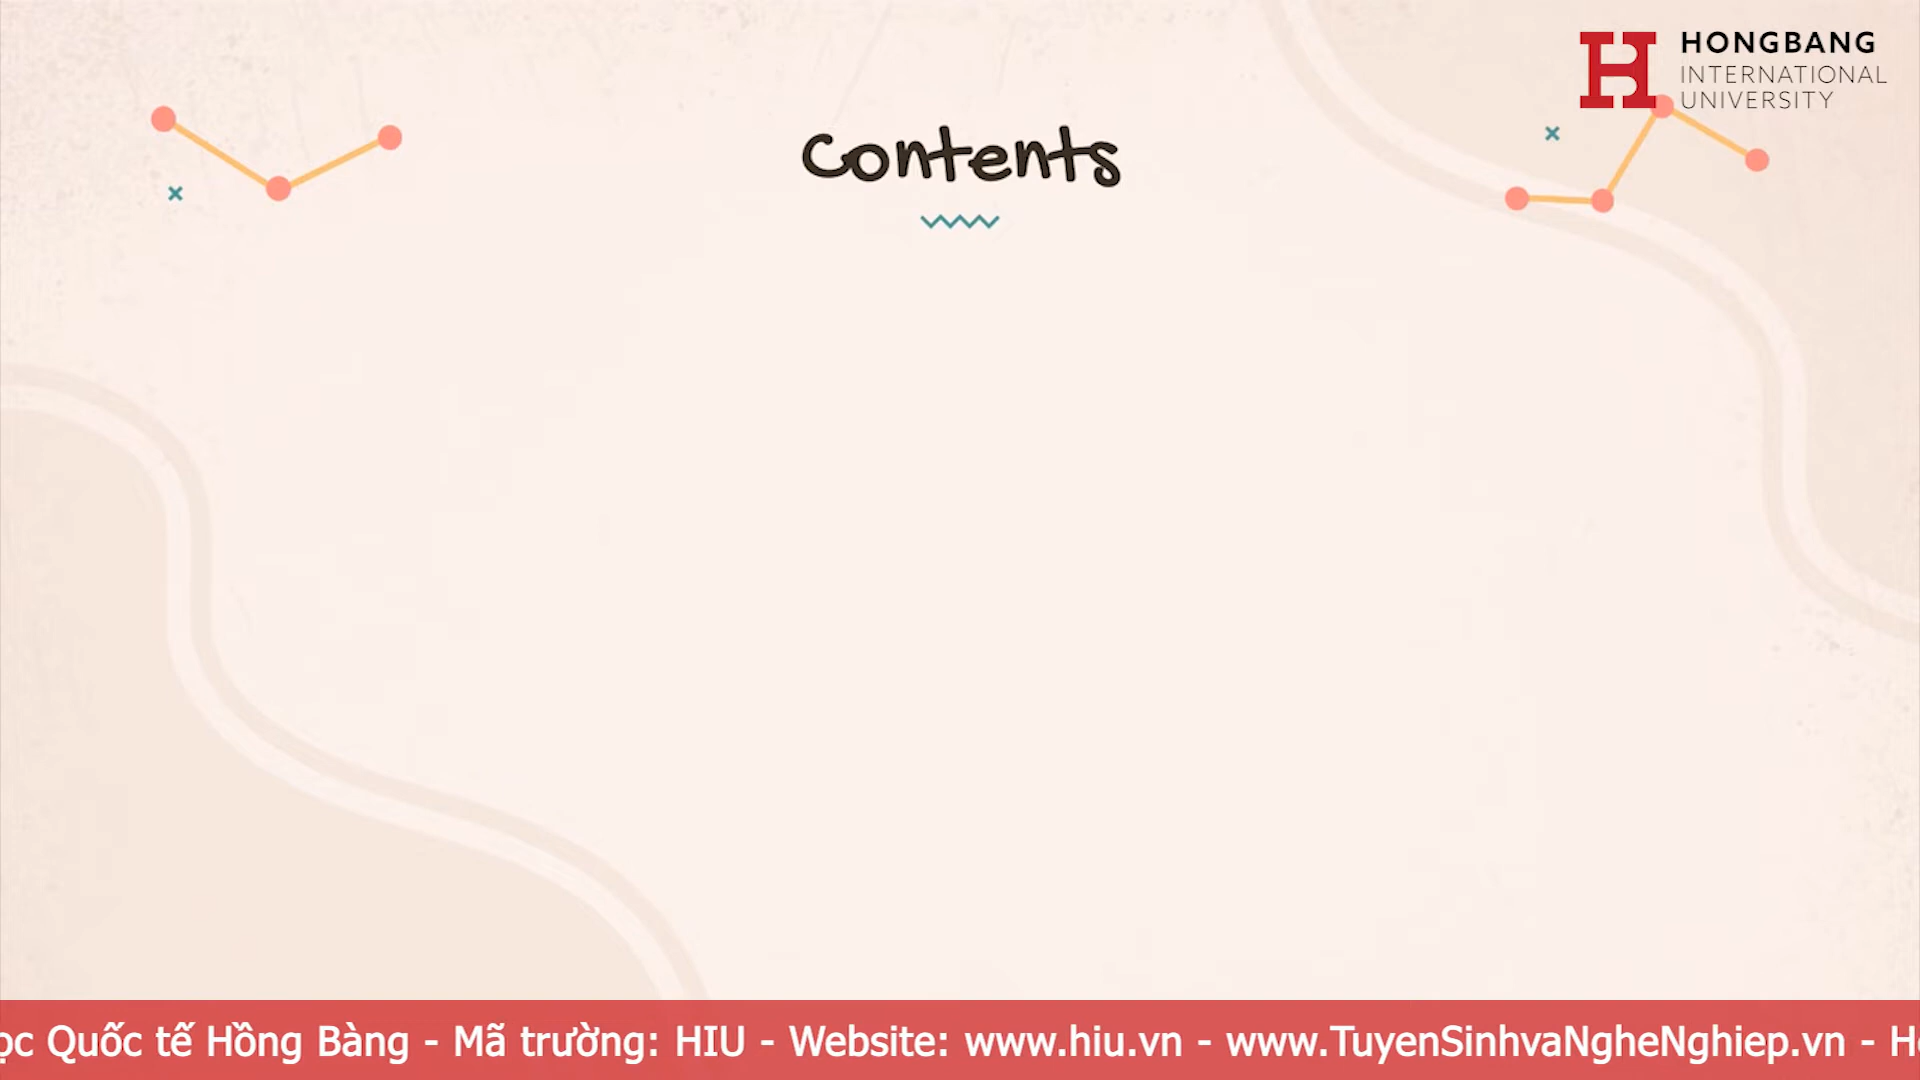 HONGBANG
INTERNATIONAL
UNIVERSITY
Contents
Quốc tế Hồng Bàng - Mã trường: HIU - Website: www.hiu.vn - www.TuyenSinhvaNgheNghiep.vn -